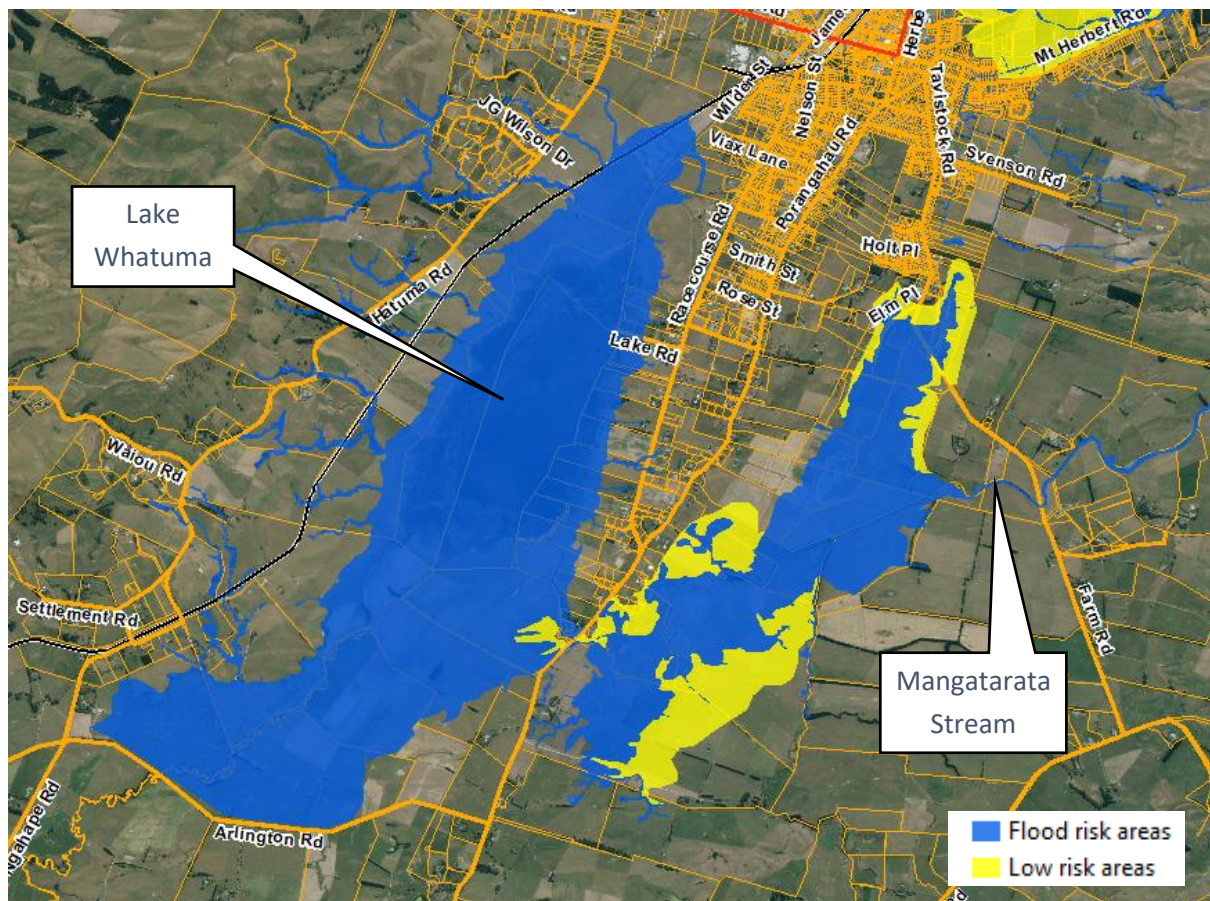 Mt Herbert Rd
Wilder St
Nelson St
Tavistock Rd
JG Wilson Dr
Viax Lane
Porangahau Rd
Svenson Rd
Lake
Whatuma
Racecourse Rd
Holt Pl
Smith St
Hatuma Rd
Rose St
Elm Pl
Lake Rd
Waiou Rd
Settlement Rd
Farm Rd
Mangatarata
Stream
Arlington Rd
Flood risk areas
Low risk areas
Rd